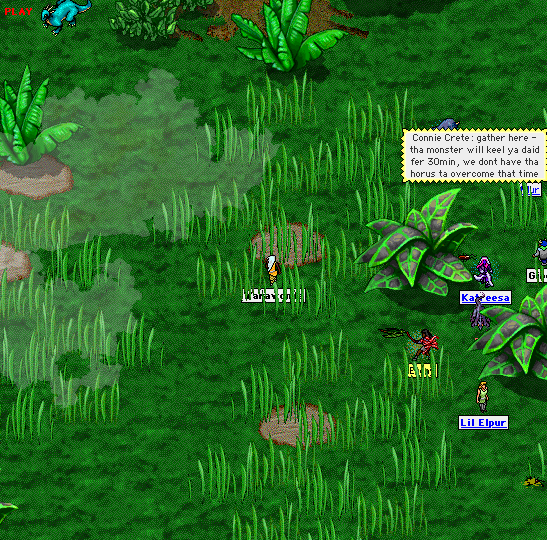 PLAY
Connie Crete: gather here -
tha monster will keel ya daid
fer 30min, we dont have tha
horus ta overcome that time
Lil Elpur